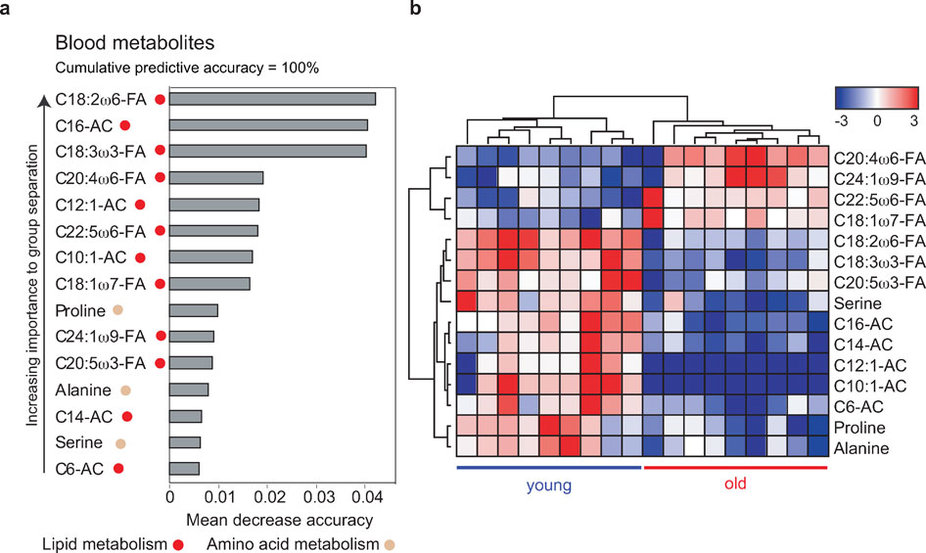 a
Blood metabolites
Cumulative predictive accuracy = 100%
Increasing importance to group separation
C18:2ω6-FA
C16-AC
C18:3ω3-FA
C20:4ω6-FA
C12:1-AC
C22:5ω6-FA
C10:1-AC
C18:1ω7-FA
Proline
C24:1ω9-FA
C20:5ω3-FA
Alanine
C14-AC
Serine
C6-AC
0 0.01 0.02 0.03 0.04
Mean decrease accuracy
Lipid metabolism
Amino acid metabolism
b
-3 0 3
C20:4ω6-FA
C24:1ω9-FA
C22:5ω6-FA
C18:1ω7-FA
C18:2ω6-FA
C18:3ω3-FA
C20:5ω3-FA
Serine
C16-AC
C14-AC
C12:1-AC
C10:1-AC
C6-AC
Proline
Alanine
young old